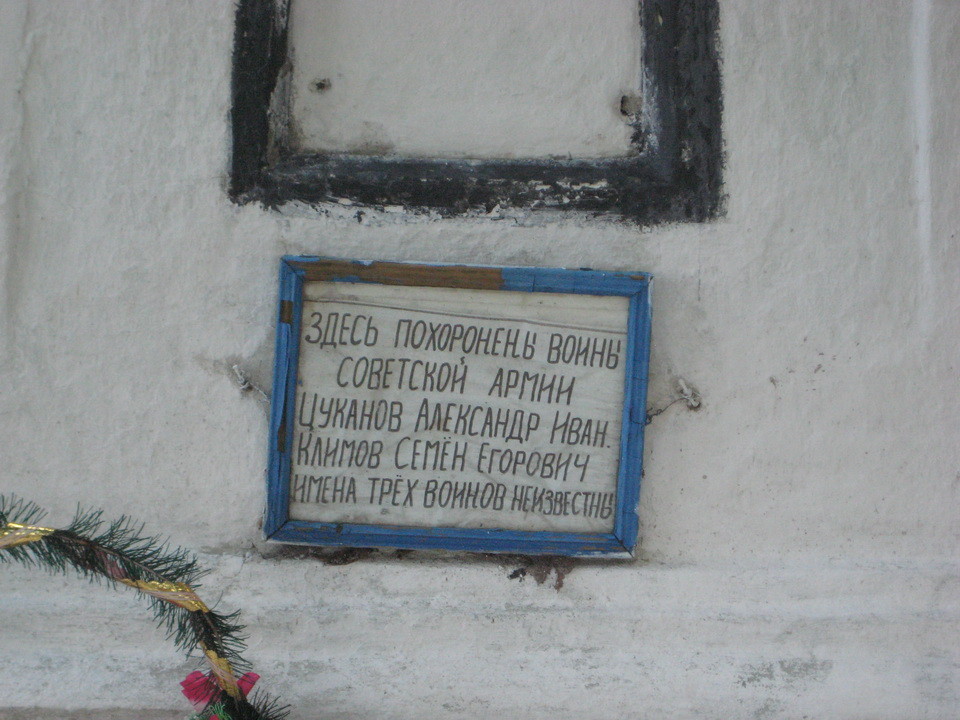 ЗДЕСЬ ПОХОРОНЕНЫ ВОИНЫ
СОВЕТСКОЙ АРМИИ
ЦУКАНОВ АЛЕКСАНДР ИВАН.
КЛИМОВ СЕМЁН ЕГОРОВИЧ
ИМЕНА ТРЁХ ВОИНОВ НЕИЗВЕСТНЫ